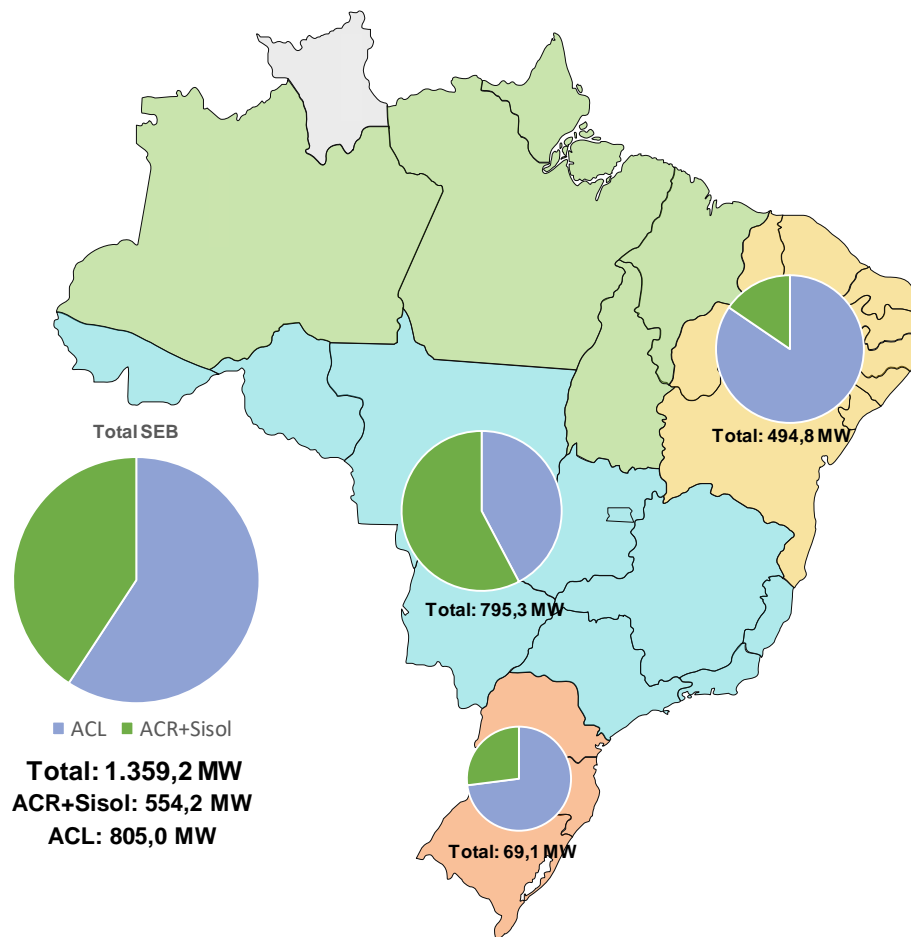 Total: 494,8 MW
Total SEB
Total: 795,3 MW
ACL
ACR+Sisol
Total: 1.359,2 MW
ACR+Sisol: 554,2 MW
ACL: 805,0 MW
Total: 69,1 MW